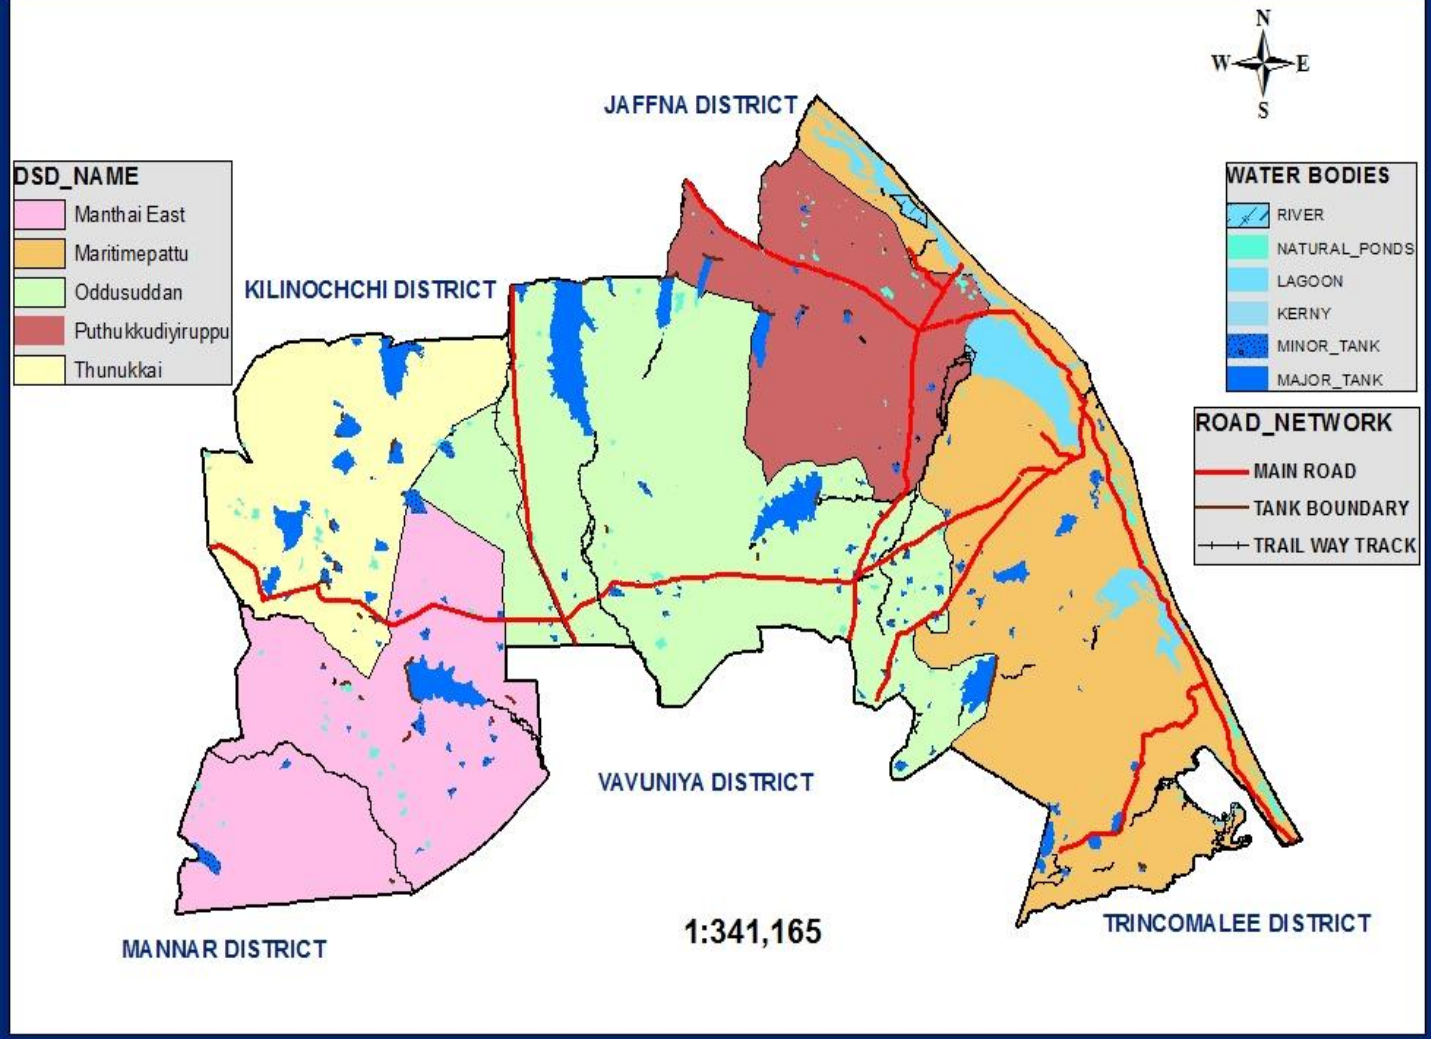 N
W E
S
JAFFNA DISTRICT
DSD_NAME
Manthai East
Maritimepattu
Oddusuddan
Puthukkudiyiruppu
Thunukkai
KILINOCHCHI DISTRICT
WATER BODIES
RIVER
NATURAL_PONDS
LAGOON
KERNY
MINOR_TANK
MAJOR_TANK
ROAD_NETWORK
MAIN ROAD
TANK BOUNDARY
TRAIL WAY TRACK
VAVUNIYA DISTRICT
1:341,165
TRINCOMALEE DISTRICT
MANNAR DISTRICT